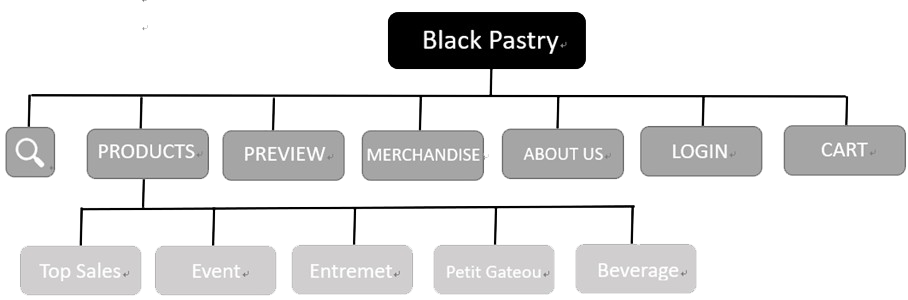 Black Pastry
PRODUCTS
PREVIEW
MERCHANDISE
ABOUT US
LOGIN
CART
Top Sales
Event
Entremet
Petit Gateou
Beverage